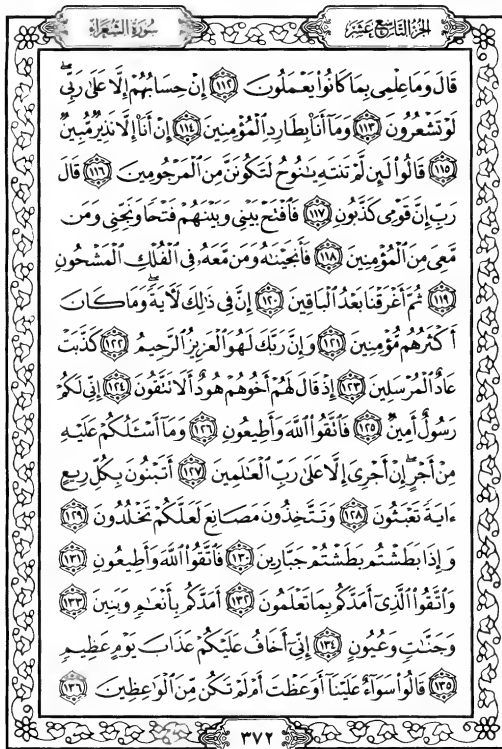 الجزء التاسع عشر
سورة الشعراء
قَالَ وَمَا عِلْمِى بِمَا كَانُوا۟ يَعْمَلُونَ ١١٢ إِنْ حِسَابُهُمْ إِلَّا عَلَىٰ رَبِّى ۖ
لَوْ تَشْعُرُونَ ١١٣ وَمَآ أَنَا۠ بِطَارِدِ ٱلْمُؤْمِنِينَ ١١٤ إِنْ أَنَا۠ إِلَّا نَذِيرٌ مُّبِينٌ
١١٥ قَالُوا۟ لَئِن لَّمْ تَنتَهِ يَـٰنُوحُ لَتَكُونَنَّ مِنَ ٱلْمَرْجُومِينَ ١١٦ قَالَ
رَبِّ إِنَّ قَوْمِى كَذَّبُونِ ١١٧ فَٱفْتَحْ بَيْنِى وَبَيْنَهُمْ فَتْحًا وَنَجِّنِى وَمَن
مَّعِىَ مِنَ ٱلْمُؤْمِنِينَ ١١٨ فَأَنجَيْنَـٰهُ وَمَن مَّعَهُۥ فِى ٱلْفُلْكِ ٱلْمَشْحُونِ
١١٩ ثُمَّ أَغْرَقْنَا بَعْدُ ٱلْبَاقِينَ ١٢٠ إِنَّ فِى ذَٰلِكَ لَـَٔايَةً ۖ وَمَا كَانَ
أَكْثَرُهُم مُّؤْمِنِينَ ١٢١ وَإِنَّ رَبَّكَ لَهُوَ ٱلْعَزِيزُ ٱلرَّحِيمُ ١٢٢ كَذَّبَتْ
عَادٌ ٱلْمُرْسَلِينَ ١٢٣ إِذْ قَالَ لَهُمْ أَخُوهُمْ هُودٌ أَلَا تَتَّقُونَ ١٢٤ إِنِّى لَكُمْ
رَسُولٌ أَمِينٌ ١٢٥ فَٱتَّقُوا۟ ٱللَّهَ وَأَطِيعُونِ ١٢٦ وَمَآ أَسْـَٔلُكُمْ عَلَيْهِ
مِنْ أَجْرٍ ۖ إِنْ أَجْرِىَ إِلَّا عَلَىٰ رَبِّ ٱلْعَـٰلَمِينَ ١٢٧ أَتَبْنُونَ بِكُلِّ رِيعٍ
ءَايَةً تَعْبَثُونَ ١٢٨ وَتَتَّخِذُونَ مَصَانِعَ لَعَلَّكُمْ تَخْلُدُونَ ١٢٩
وَإِذَا بَطَشْتُم بَطَشْتُمْ جَبَّارِينَ ١٣٠ فَٱتَّقُوا۟ ٱللَّهَ وَأَطِيعُونِ ١٣١
وَٱتَّقُوا۟ ٱلَّذِىٓ أَمَدَّكُم بِمَا تَعْلَمُونَ ١٣٢ أَمَدَّكُم بِأَنْعَـٰمٍ وَبَنِينَ ١٣٣
وَجَنَّـٰتٍ وَعُيُونٍ ١٣٤ إِنِّىٓ أَخَافُ عَلَيْكُمْ عَذَابَ يَوْمٍ عَظِيمٍ
١٣٥ قَالُوا۟ سَوَآءٌ عَلَيْنَآ أَوَعَظْتَ أَمْ لَمْ تَكُن مِّنَ ٱلْوَٰعِظِينَ ١٣٦
٣٧٢